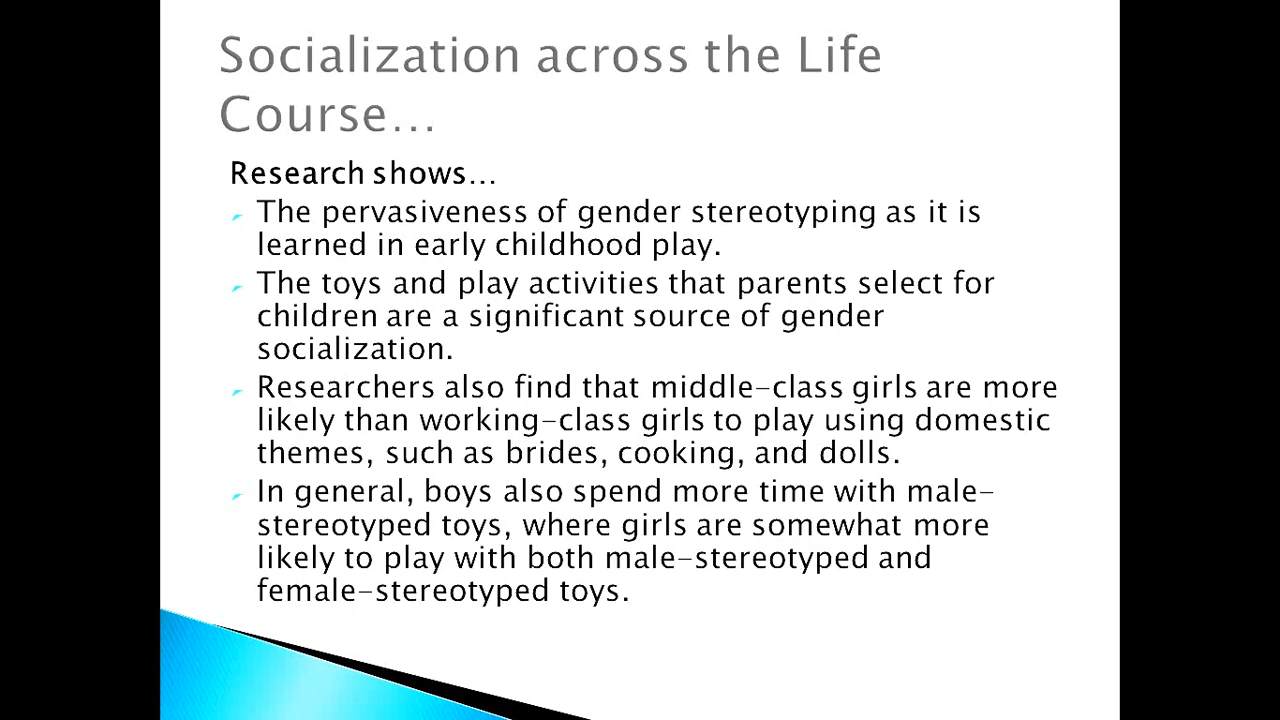 Socialization across the Life
Course…
Research shows…
The pervasiveness of gender stereotyping as it is
learned in early childhood play.
The toys and play activities that parents select for
children are a significant source of gender
socialization.
Researchers also find that middle-class girls are more
likely than working-class girls to play using domestic
themes, such as brides, cooking, and dolls.
In general, boys also spend more time with male-
stereotyped toys, where girls are somewhat more
likely to play with both male-stereotyped and
female-stereotyped toys.